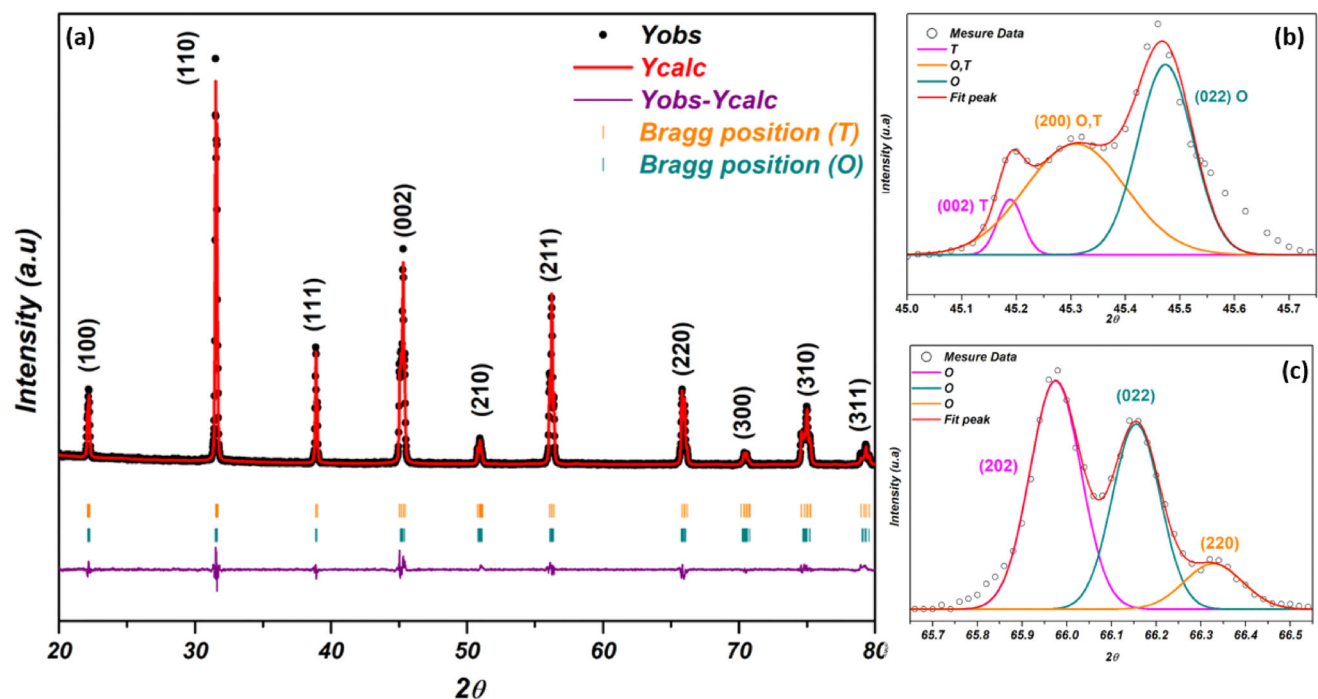 (a)
Yobs
Ycalc
Yobs-Ycalc
Bragg position (T)
Bragg position (O)
(100)
(110)
(111)
(002)
(210)
(211)
(220)
(300)
(310)
(311)
Intensity (a.u)
20 30 40 50 60 70 80
2θ
(b)
Mesure Data
T
O,T
O
Fit peak
(002) T
(200) O,T
(022) O
Intensity (u.a)
45.0 45.1 45.2 45.3 45.4 45.5 45.6 45.7
2θ
(c)
Mesure Data
O
O
O
Fit peak
(202)
(022)
(220)
Intensity (u.a)
65.7 65.8 65.9 66.0 66.1 66.2 66.3 66.4 66.5
2θ